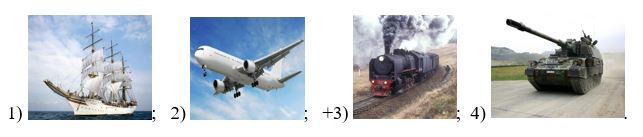 1) ; 2) ; +3) ; 4) .